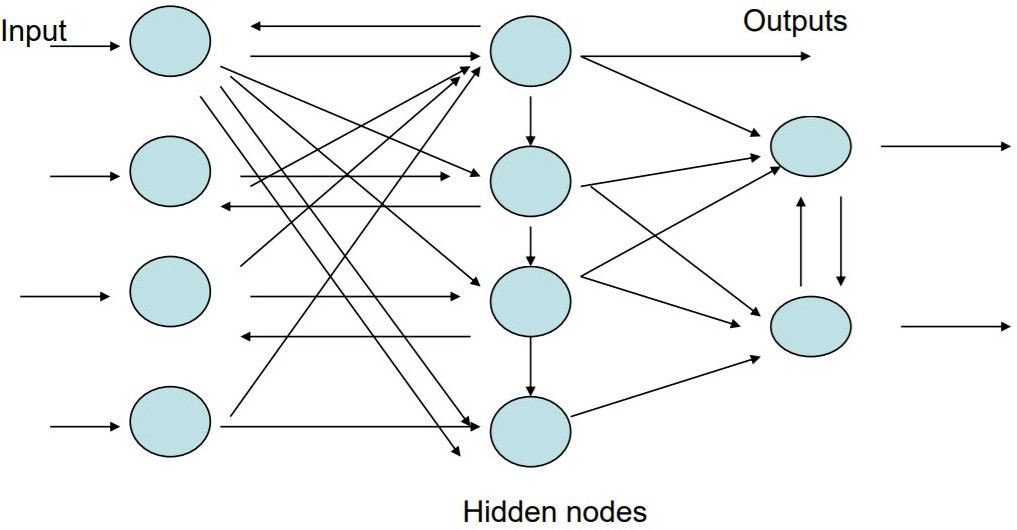 Input
Outputs
Hidden nodes